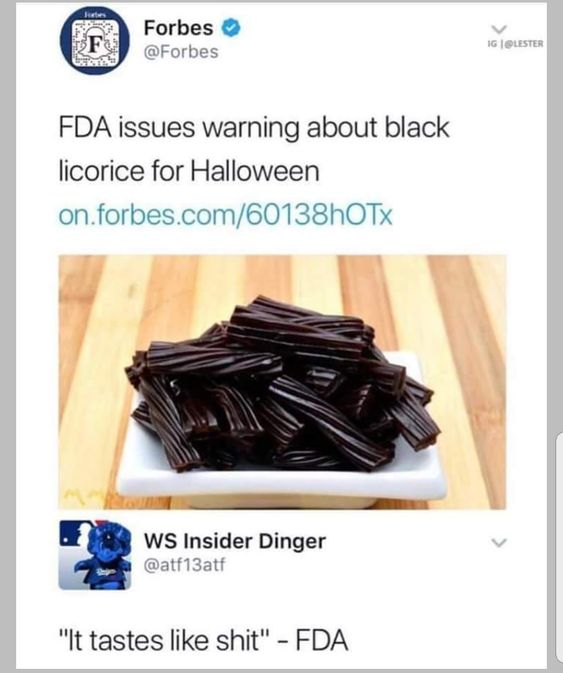 Forbes
F
Forbes
@Forbes
IG |@LESTER
FDA issues warning about black
licorice for Halloween
on.forbes.com/60138hOTx
WS Insider Dinger
@atf13atf
"It tastes like shit" - FDA